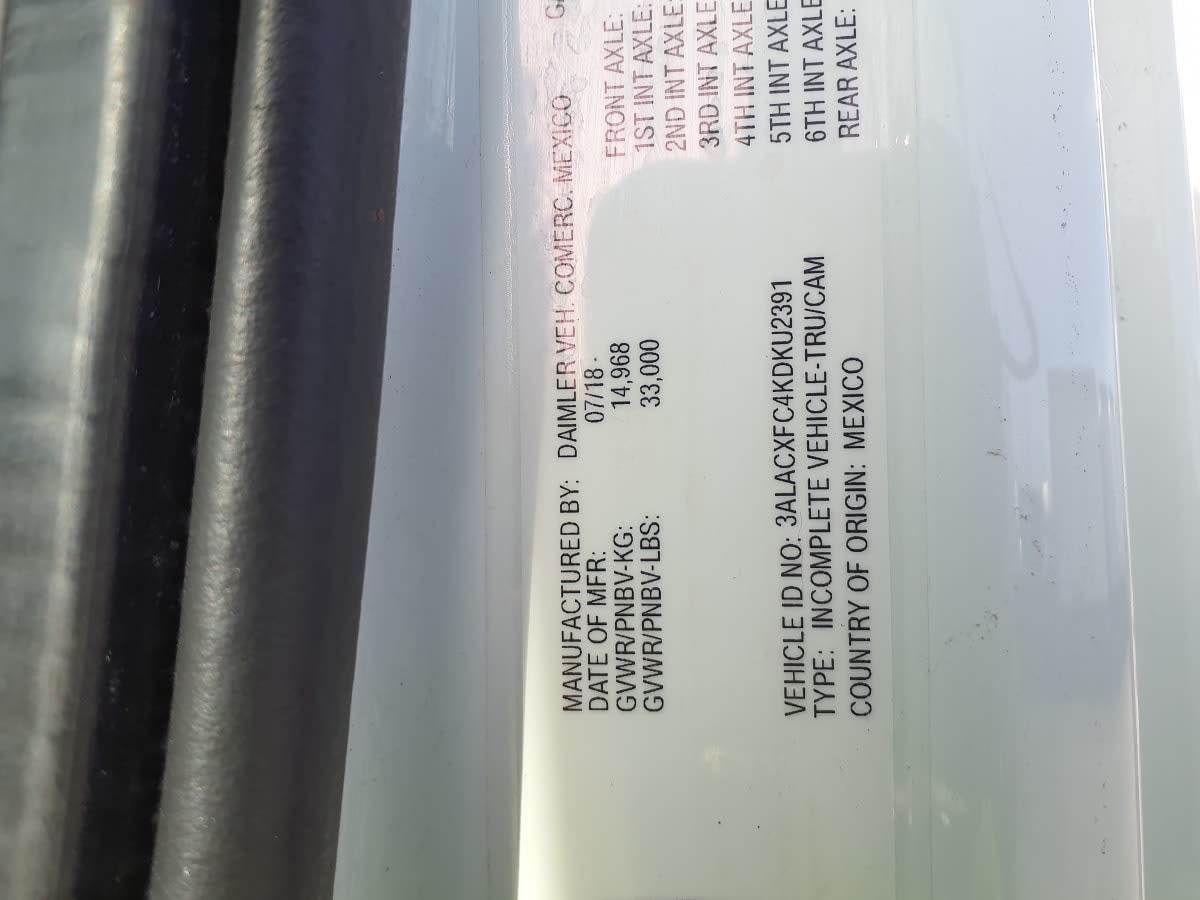 MANUFACTURED BY: DAIMLER VEH. COMERC. MEXICO
DATE OF MFR: 07/18
GVWR/PNBV-KG: 14,968
GVWR/PNBV-LBS: 33,000
FRONT AXLE:
1ST INT AXLE:
2ND INT AXLE:
3RD INT AXLE
4TH INT AXLE
5TH INT AXLE
6TH INT AXLE
REAR AXLE:
VEHICLE ID NO: 3ALACXFC4KDKU2391
TYPE: INCOMPLETE VEHICLE-TRU/CAM
COUNTRY OF ORIGIN: MEXICO